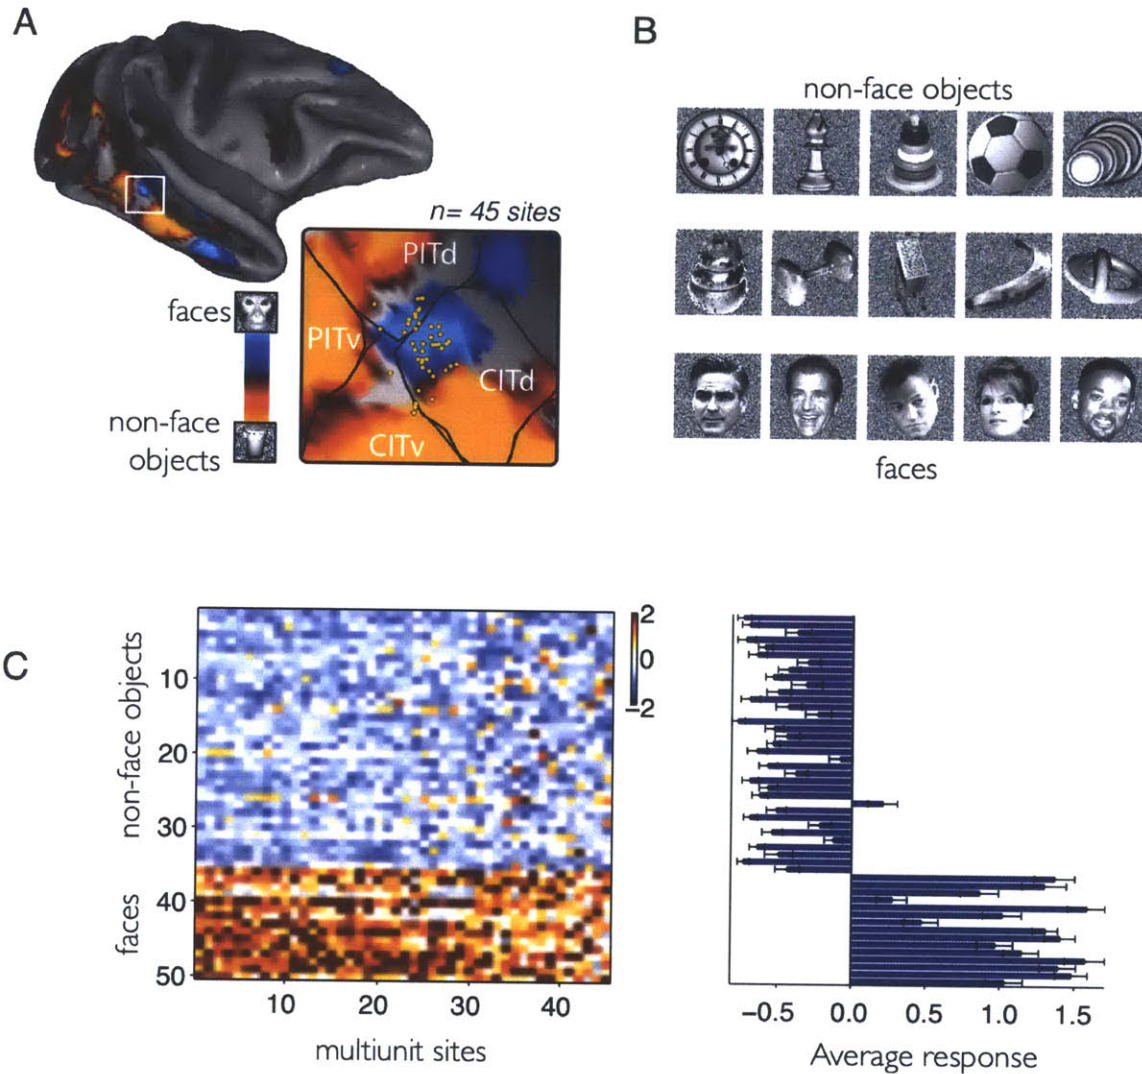 A
n= 45 sites
PITd
PITv
CITd
CITv
faces
non-face
objects
B
non-face objects
faces
C
non-face objects
faces
10
20
30
40
50
10
20
30
40
multiunit sites
2
0
−2
−0.5
0.0
0.5
1.0
1.5
Average response